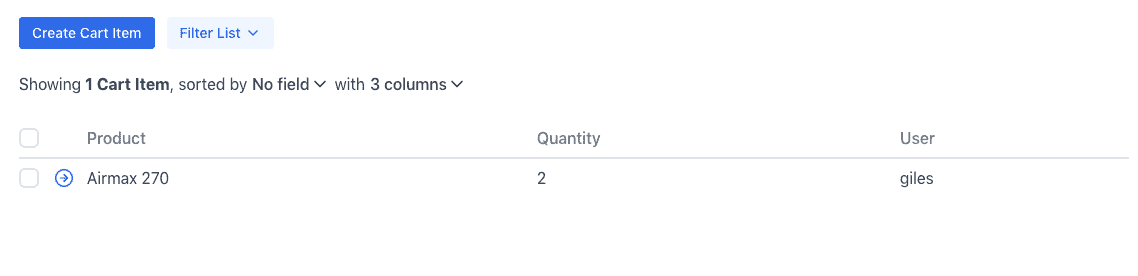 Create Cart Item Filter List
Showing 1 Cart Item, sorted by No field with 3 columns
Product Quantity User
Airmax 270 2 giles